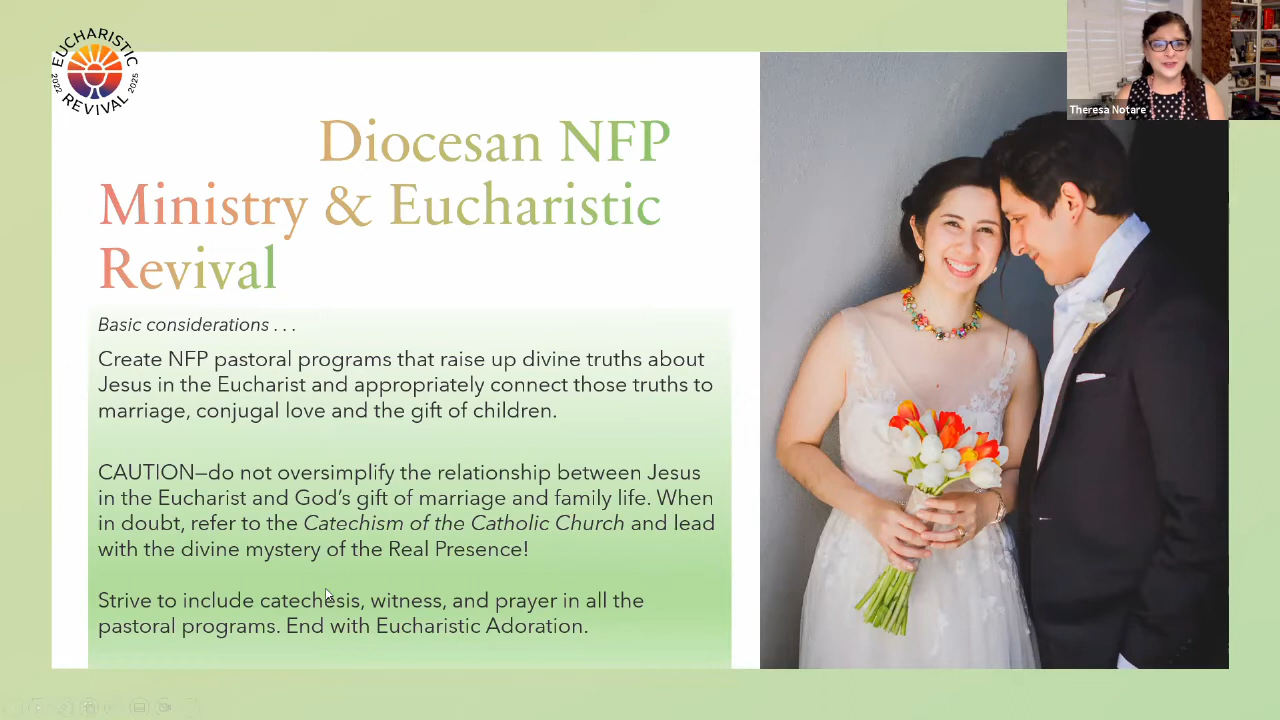 EUCHARISTIC
2022 2025
REVIVAL
Theresa Notare
Diocesan NFP
Ministry & Eucharistic
Revival
Basic considerations . . .
Create NFP pastoral programs that raise up divine truths about
Jesus in the Eucharist and appropriately connect those truths to
marriage, conjugal love and the gift of children.
CAUTION—do not oversimplify the relationship between Jesus
in the Eucharist and God’s gift of marriage and family life. When
in doubt, refer to the Catechism of the Catholic Church and lead
with the divine mystery of the Real Presence!
Strive to include catechesis, witness, and prayer in all the
pastoral programs. End with Eucharistic Adoration.